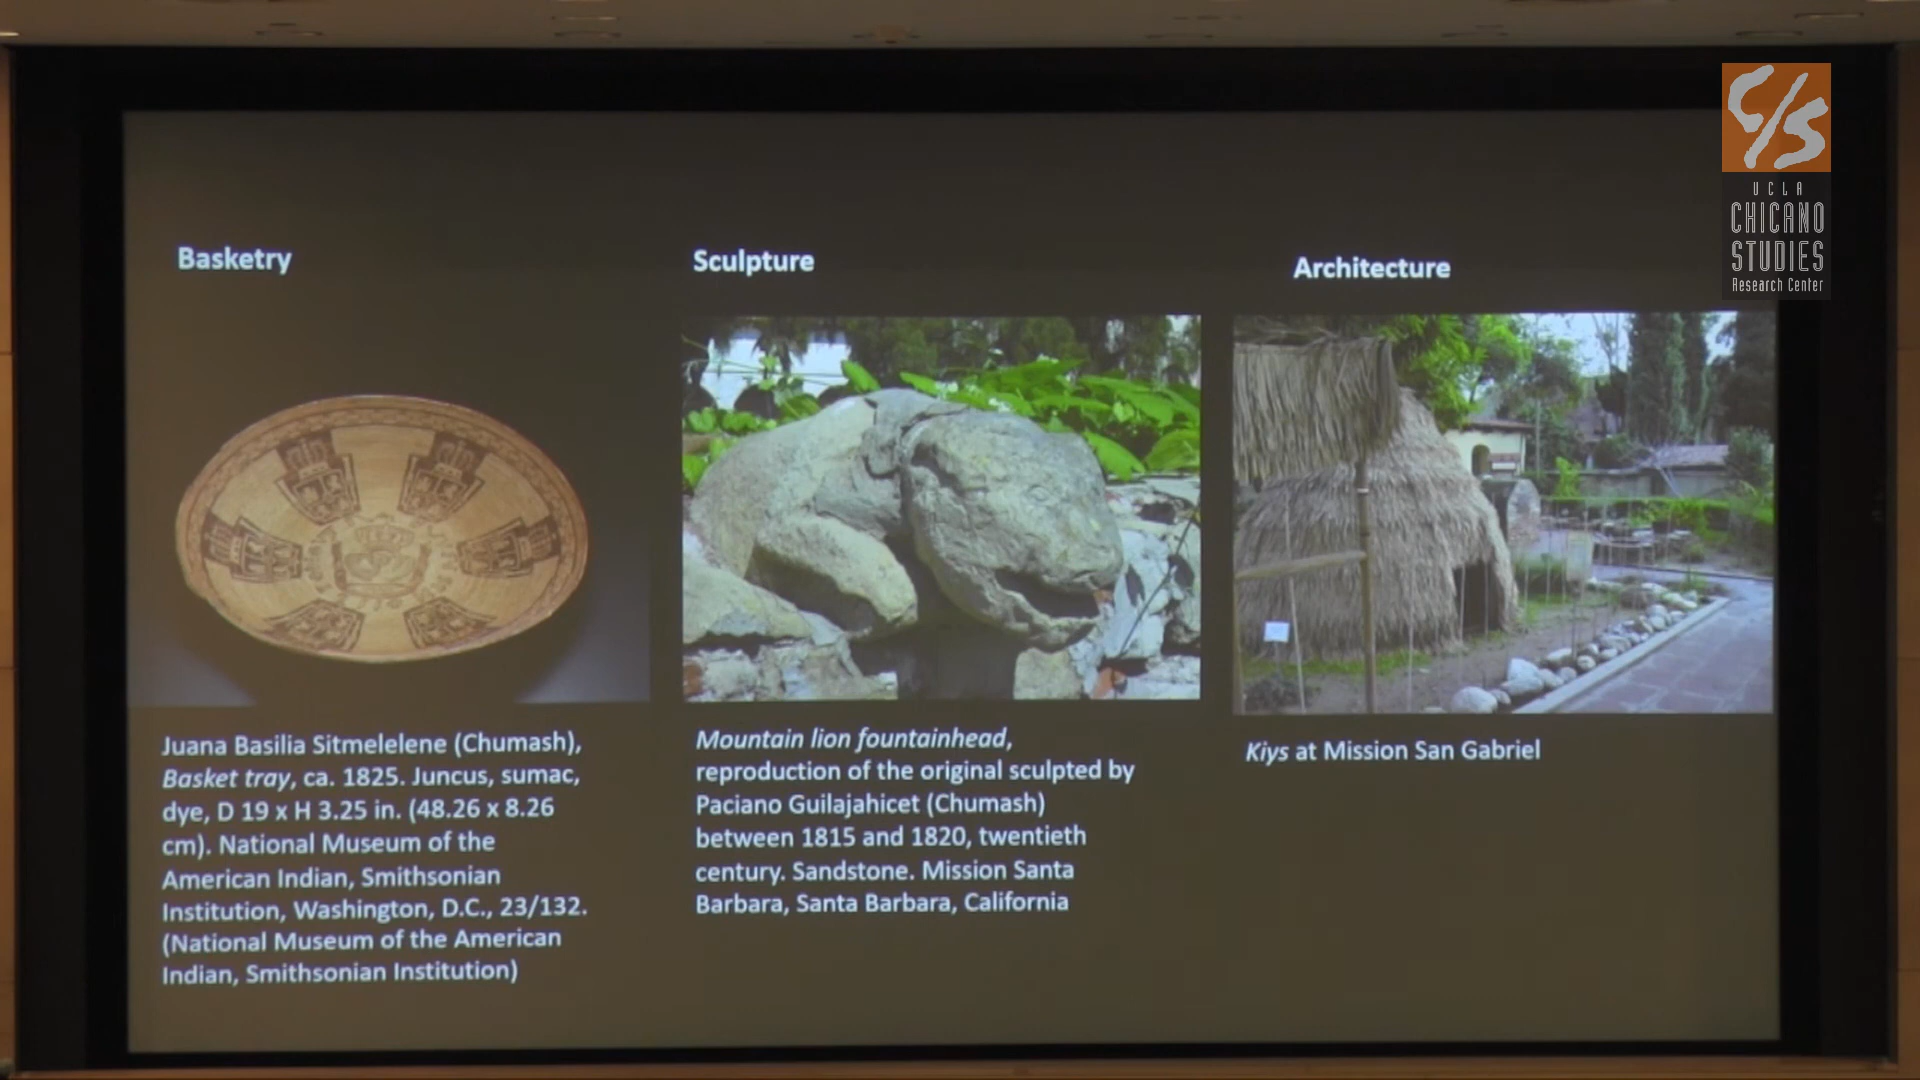 UCLA
CHICANO
STUDIES
Research Center
Basketry
Juana Basilia Sitmelelene (Chumash),
Basket tray, ca. 1825. Juncus, sumac,
dye, D 19 x H 3.25 in. (48.26 x 8.26
cm). National Museum of the
American Indian, Smithsonian
Institution, Washington, D.C., 23/132.
(National Museum of the American
Indian, Smithsonian Institution)
Sculpture
Mountain lion fountainhead,
reproduction of the original sculpted by
Paciano Guilajahicet (Chumash)
between 1815 and 1820, twentieth
century. Sandstone. Mission Santa
Barbara, Santa Barbara, California
Architecture
Kiys at Mission San Gabriel